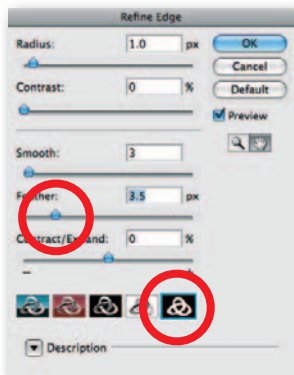 Refine Edge
Radius: 1.0 px
OK
Cancel
Contrast: 0 %
Default
Preview
Smooth: 3
Feather: 3.5 px
Contract/Expand: 0 %
Description